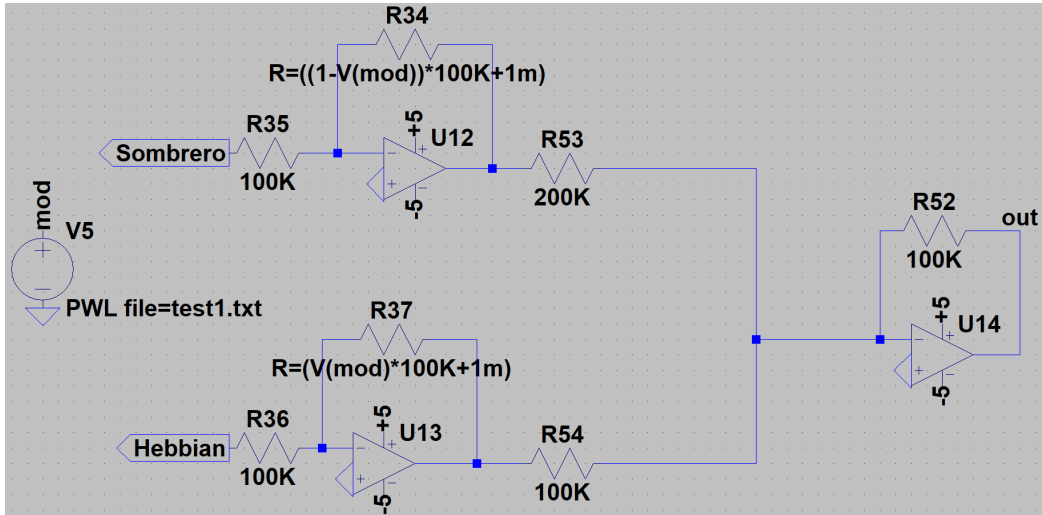 R34
R=((1-V(mod))*100K+1m)
R35
Sombrero
100K
+5
U12
-5
R53
200K
mod
V5
PWL file=test1.txt
R52
100K
out
+5
U14
-5
R37
R=(V(mod)*100K+1m)
R36
Hebbian
100K
+5
U13
-5
R54
100K